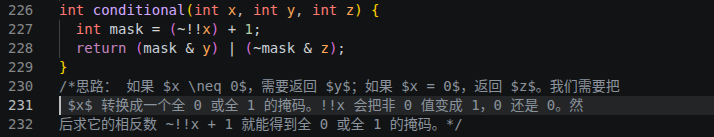 226 int conditional(int x, int y, int z) {
227   int mask = (~!!x) + 1;
228   return (mask & y) | (~mask & z);
229 }
230 /*思路： 如果 $x \neq 0$，需要返回 $y$；如果 $x = 0$，返回 $z$。我们需要把
231  $x$ 转换成一个全 0 或全 1 的掩码。!!x 会把非 0 值变成 1，0 还是 0。然
232 后求它的相反数 ~!!x + 1 就能得到全 0 或全 1 的掩码。*/